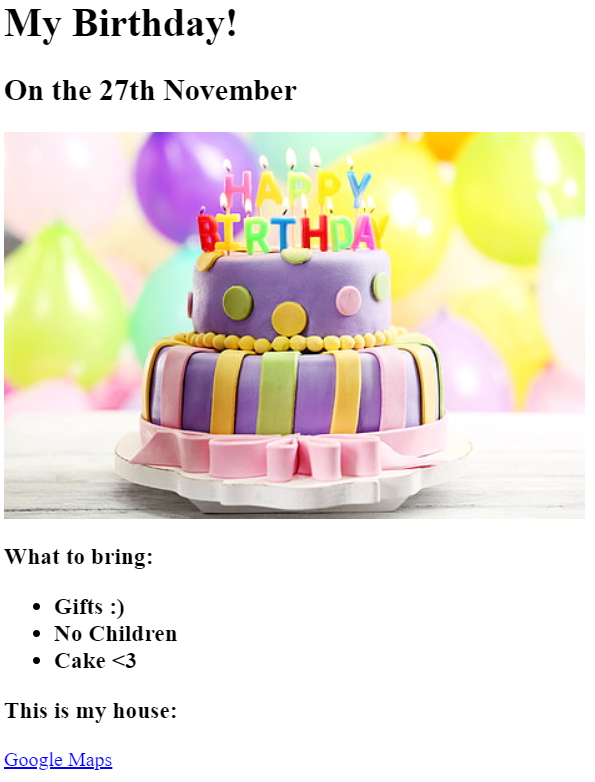 My Birthday!
On the 27th November
HAPPY
BIRTHDAY
What to bring:
Gifts :)
No Children
Cake <3
This is my house:
Google Maps